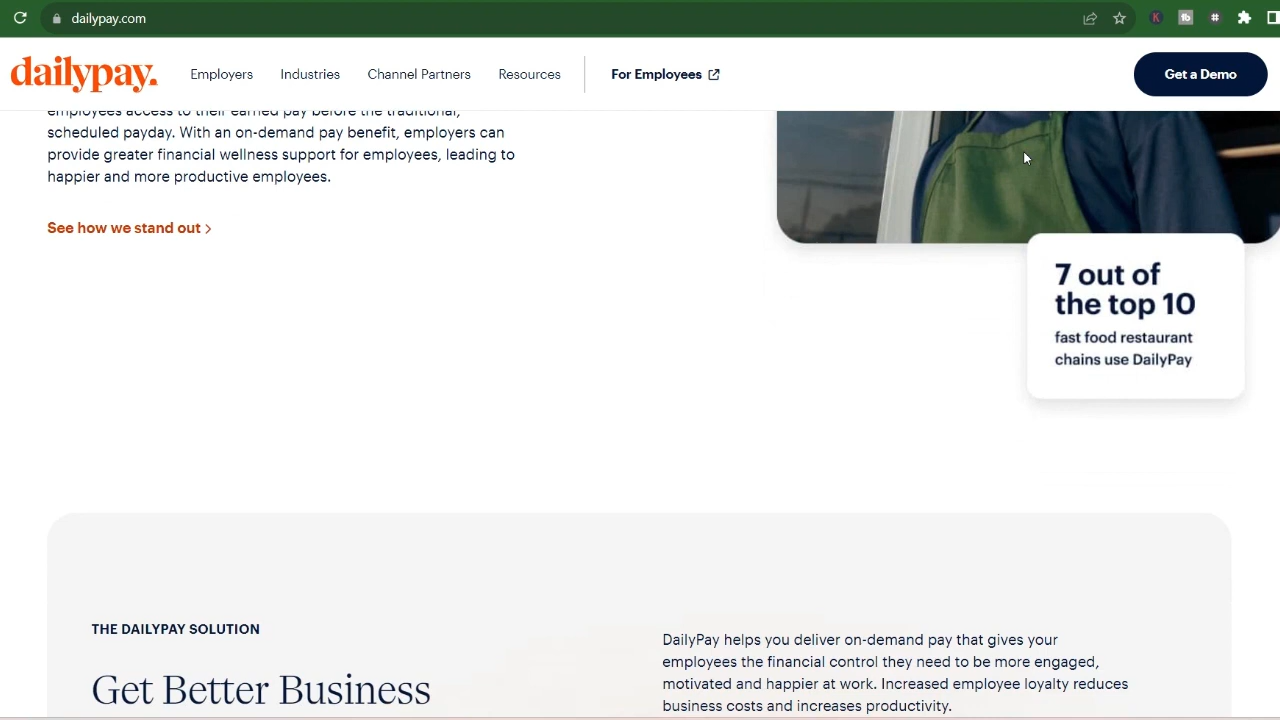 dailypay.com
dailypay.
Employers
Industries
Channel Partners
Resources
For Employees
Get a Demo
employees access to their earned pay before the traditional,
scheduled payday. With an on-demand pay benefit, employers can
provide greater financial wellness support for employees, leading to
happier and more productive employees.
See how we stand out
7 out of
the top 10
fast food restaurant
chains use DailyPay
THE DAILYPAY SOLUTION
Get Better Business
DailyPay helps you deliver on-demand pay that gives your
employees the financial control they need to be more engaged,
motivated and happier at work. Increased employee loyalty reduces
business costs and increases productivity.